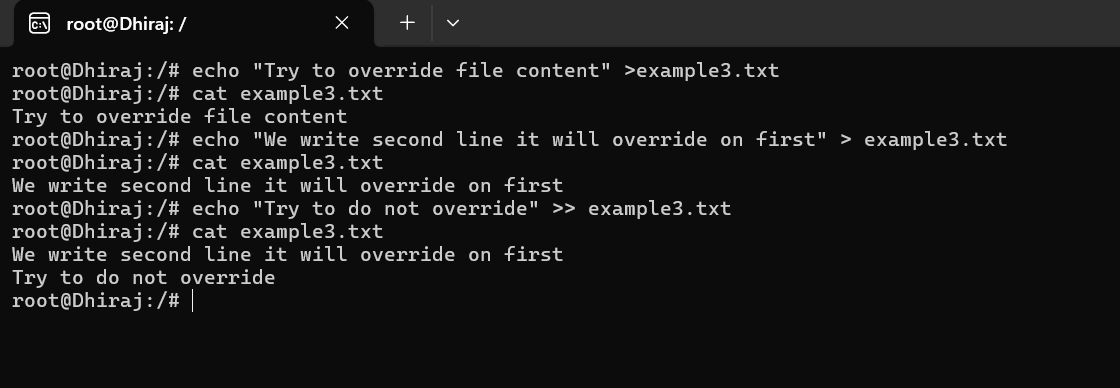 root@Dhiraj: /
root@Dhiraj:/# echo "Try to override file content" >example3.txt
root@Dhiraj:/# cat example3.txt
Try to override file content
root@Dhiraj:/# echo "We write second line it will override on first" > example3.txt
root@Dhiraj:/# cat example3.txt
We write second line it will override on first
root@Dhiraj:/# echo "Try to do not override" >> example3.txt
root@Dhiraj:/# cat example3.txt
We write second line it will override on first
Try to do not override
root@Dhiraj:/#